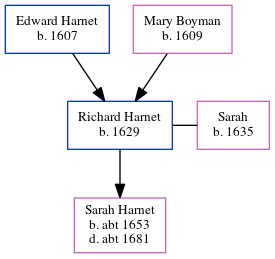 Edward Harnet
b. 1607
Mary Boyman
b. 1609
Richard Harnet
b. 1629
Sarah
b. 1635
Sarah Harnet
b. abt 1653
d. abt 1681